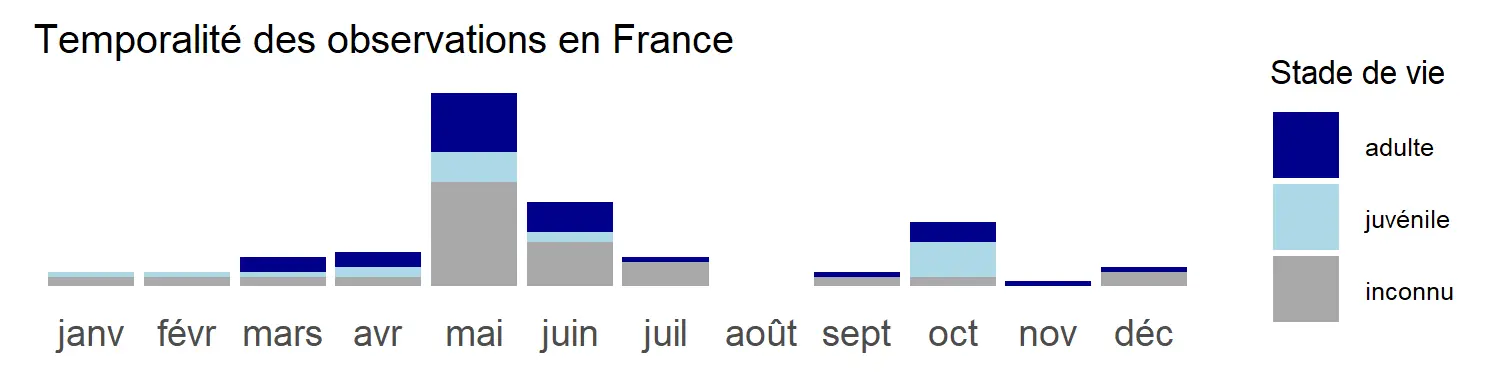 Temporalité des observations en France
Stade de vie
adulte
juvénile
inconnu
janv févr mars avr mai juin juil août sept oct nov déc